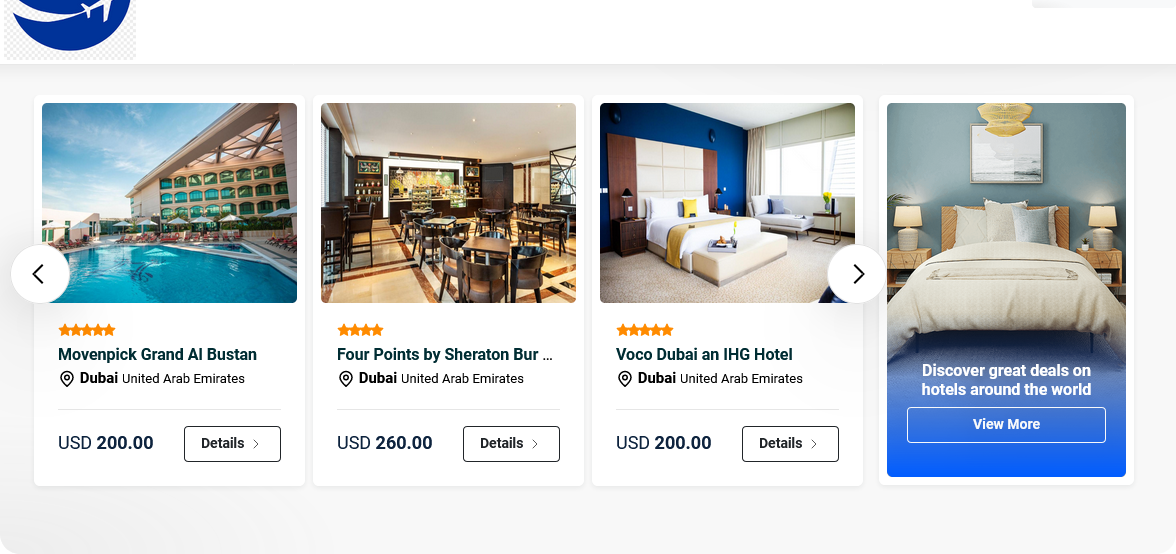 Movenpick Grand Al Bustan
Dubai United Arab Emirates
USD 200.00
Details
Four Points by Sheraton Bur ...
Dubai United Arab Emirates
USD 260.00
Details
Voco Dubai an IHG Hotel
Dubai United Arab Emirates
USD 200.00
Details
Discover great deals on
hotels around the world
View More